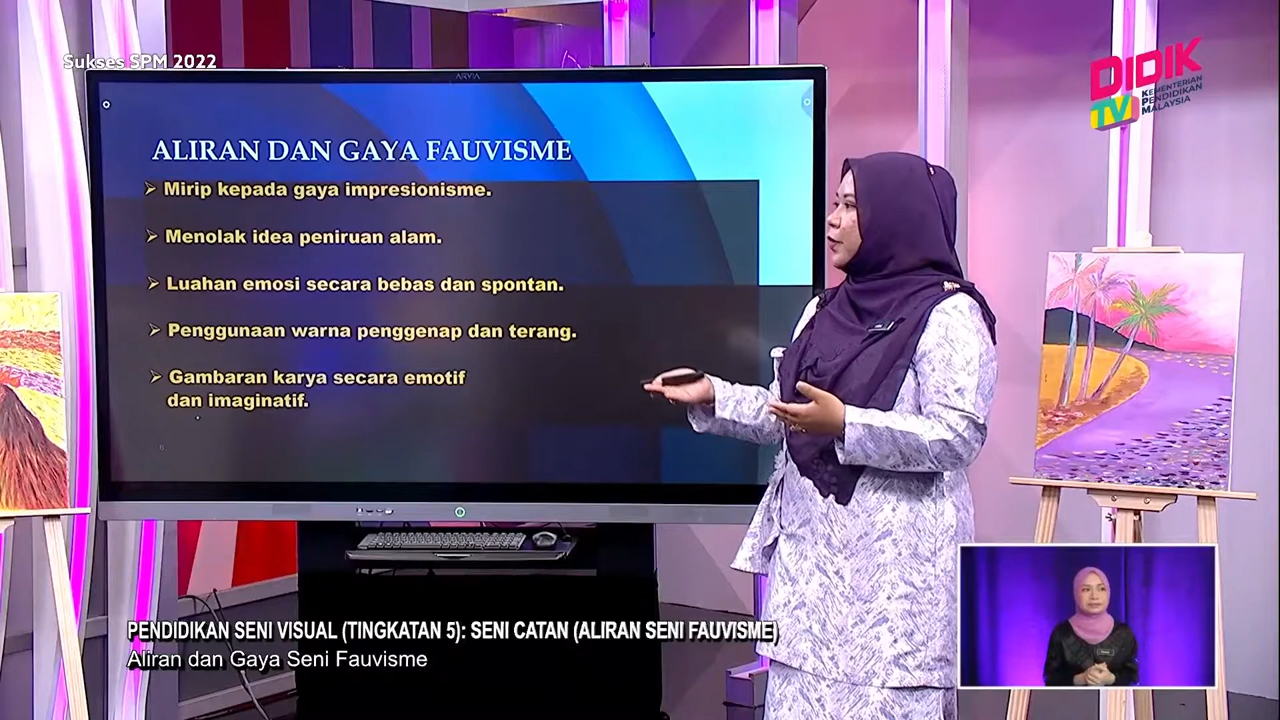 Sukses SPM 2022
DIDIK
TV
KEMENTERIAN
PENDIDIKAN
MALAYSIA
ARVIA
ALIRAN DAN GAYA FAUVISME
Mirip kepada gaya impresionisme.
Menolak idea peniruan alam.
Luahan emosi secara bebas dan spontan.
Penggunaan warna penggenap dan terang.
Gambaran karya secara emotif
dan imaginatif.
6
PENDIDIKAN SENI VISUAL (TINGKATAN 5): SENI CATAN (ALIRAN SENI FAUVISME)
Aliran dan Gaya Seni Fauvisme